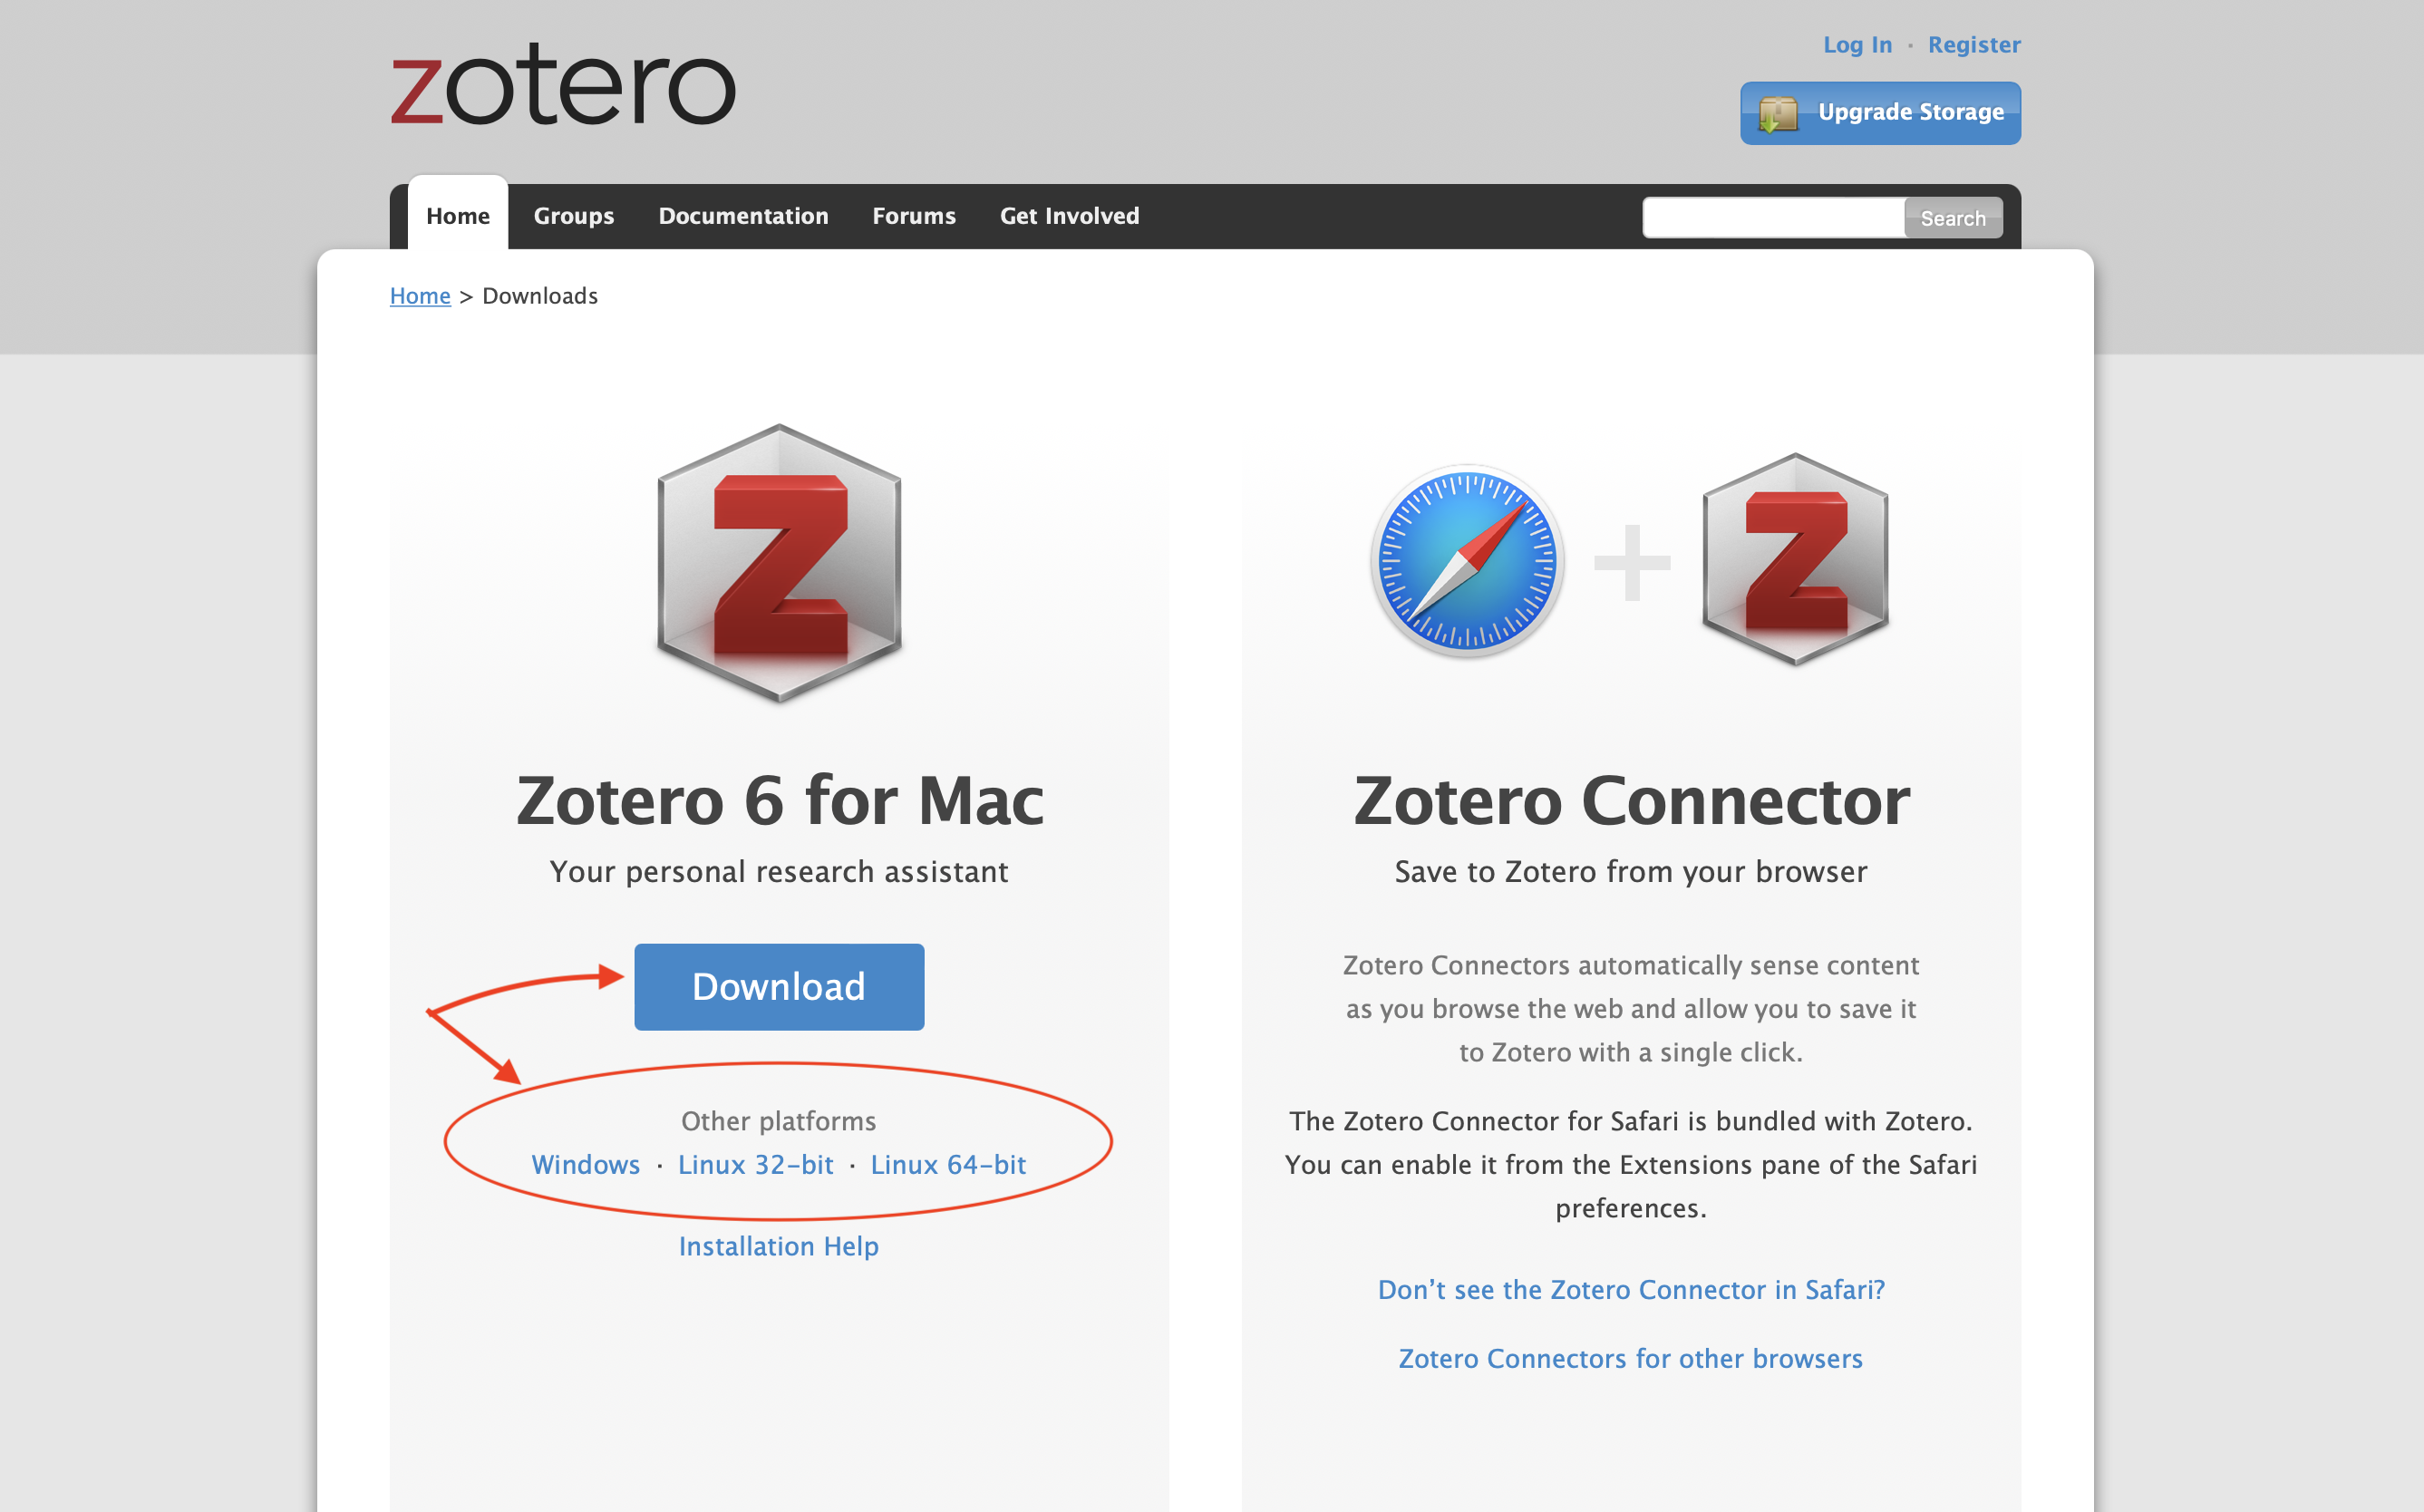 zotero
Log In · Register
Upgrade Storage
Home Groups Documentation Forums Get Involved
Search
Home > Downloads
Z
Z
Zotero 6 for Mac
Your personal research assistant
Download
Other platforms
Windows · Linux 32-bit · Linux 64-bit
Installation Help
Zotero Connector
Save to Zotero from your browser
Zotero Connectors automatically sense content
as you browse the web and allow you to save it
to Zotero with a single click.
The Zotero Connector for Safari is bundled with Zotero.
You can enable it from the Extensions pane of the Safari
preferences.
Don’t see the Zotero Connector in Safari?
Zotero Connectors for other browsers